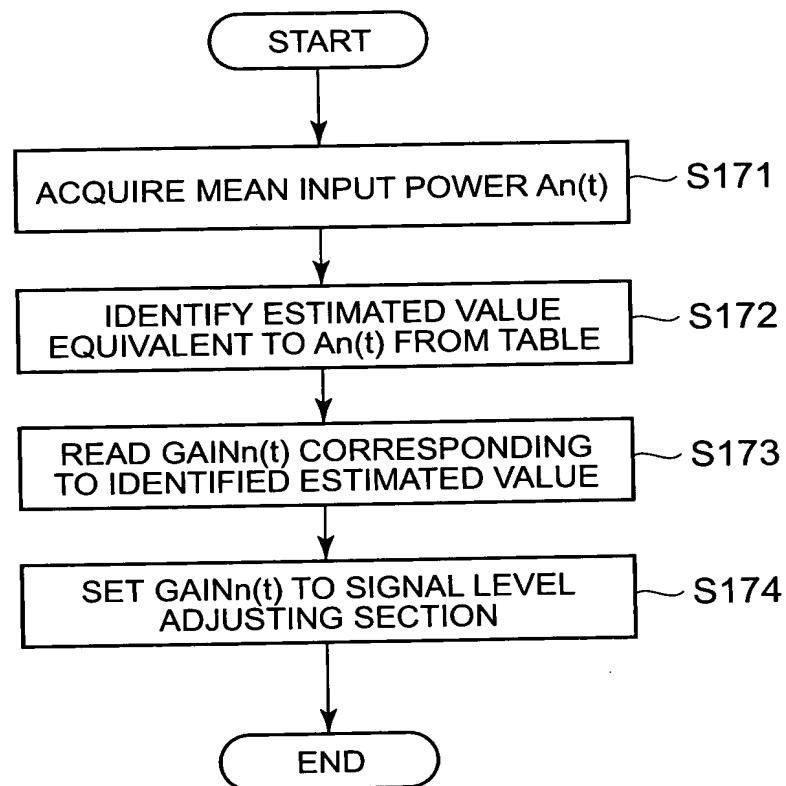 START
ACQUIRE MEAN INPUT POWER An(t)
S171
IDENTIFY ESTIMATED VALUE
EQUIVALENT TO An(t) FROM TABLE
S172
READ GAINn(t) CORRESPONDING
TO IDENTIFIED ESTIMATED VALUE
S173
SET GAINn(t) TO SIGNAL LEVEL
ADJUSTING SECTION
S174
END